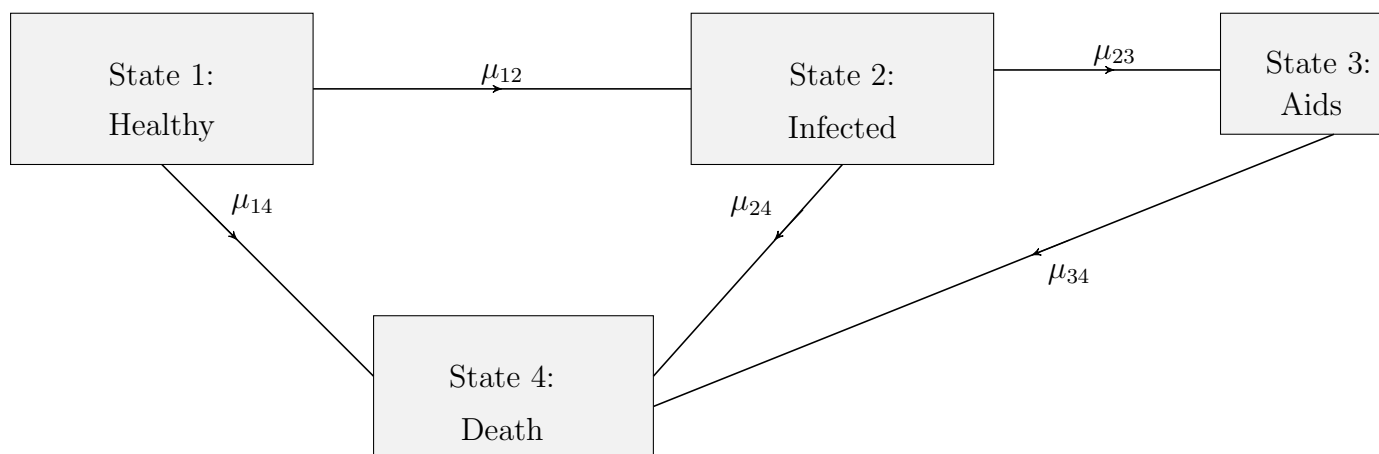 State 1:
Healthy
μ12
State 2:
Infected
μ23
State 3:
Aids
μ14
μ24
μ34
State 4:
Death